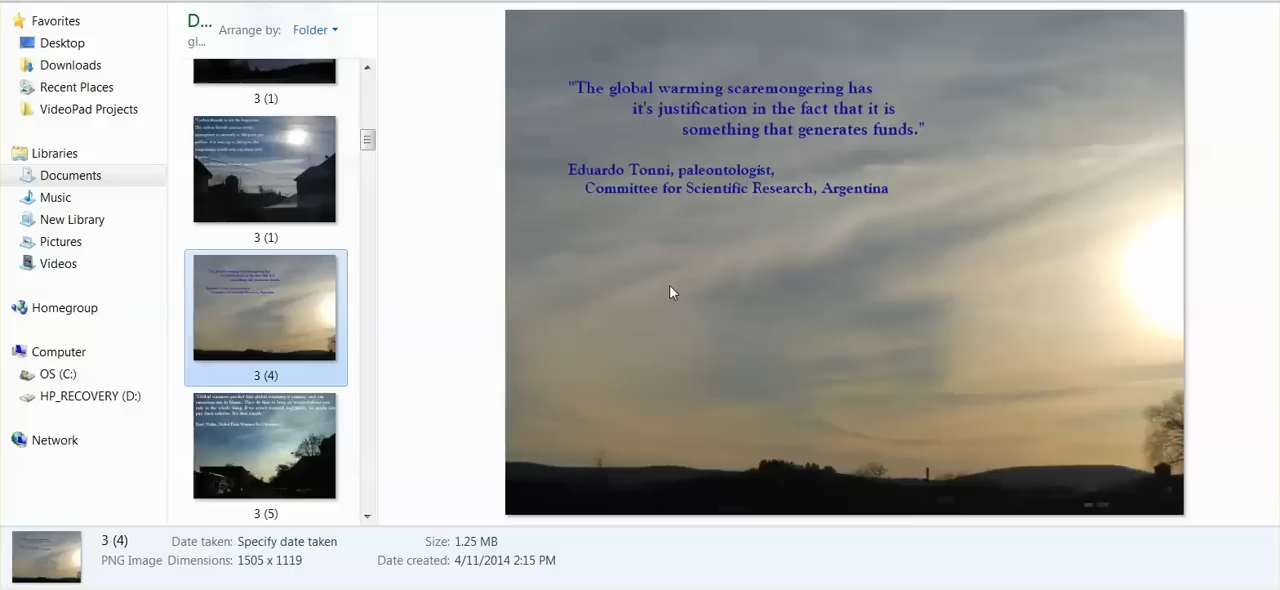 Favorites
Desktop
Downloads
Recent Places
VideoPad Projects
Libraries
Documents
Music
New Library
Pictures
Videos
Homegroup
Computer
OS (C:)
HP_RECOVERY (D:)
Network
D...
gl...
Arrange by: Folder
3 (1)
3 (1)
3 (4)
3 (5)
"The global warming scaremongering has
it's justification in the fact that it is
something that generates funds."
Eduardo Tonni, paleontologist,
Committee for Scientific Research, Argentina
3 (4)
PNG Image
Date taken: Specify date taken
Dimensions: 1505 x 1119
Size: 1.25 MB
Date created: 4/11/2014 2:15 PM